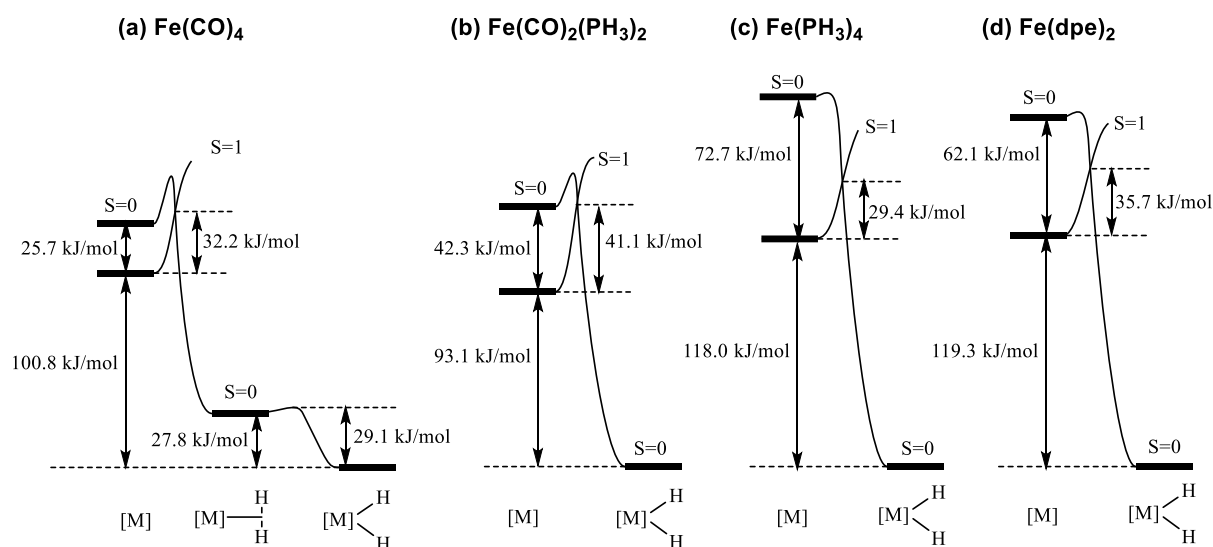 (a) Fe(CO)4
(b) Fe(CO)2(PH3)2
(c) Fe(PH3)4
(d) Fe(dpe)2
S=0
S=1
25.7 kJ/mol
32.2 kJ/mol
100.8 kJ/mol
S=0
27.8 kJ/mol
29.1 kJ/mol
[M]
[M]
H
H
[M]
H
H
S=0
S=1
42.3 kJ/mol
41.1 kJ/mol
93.1 kJ/mol
S=0
[M]
[M]
H
H
S=0
S=1
72.7 kJ/mol
29.4 kJ/mol
118.0 kJ/mol
S=0
[M]
[M]
H
H
S=0
S=1
62.1 kJ/mol
35.7 kJ/mol
119.3 kJ/mol
S=0
[M]
[M]
H
H